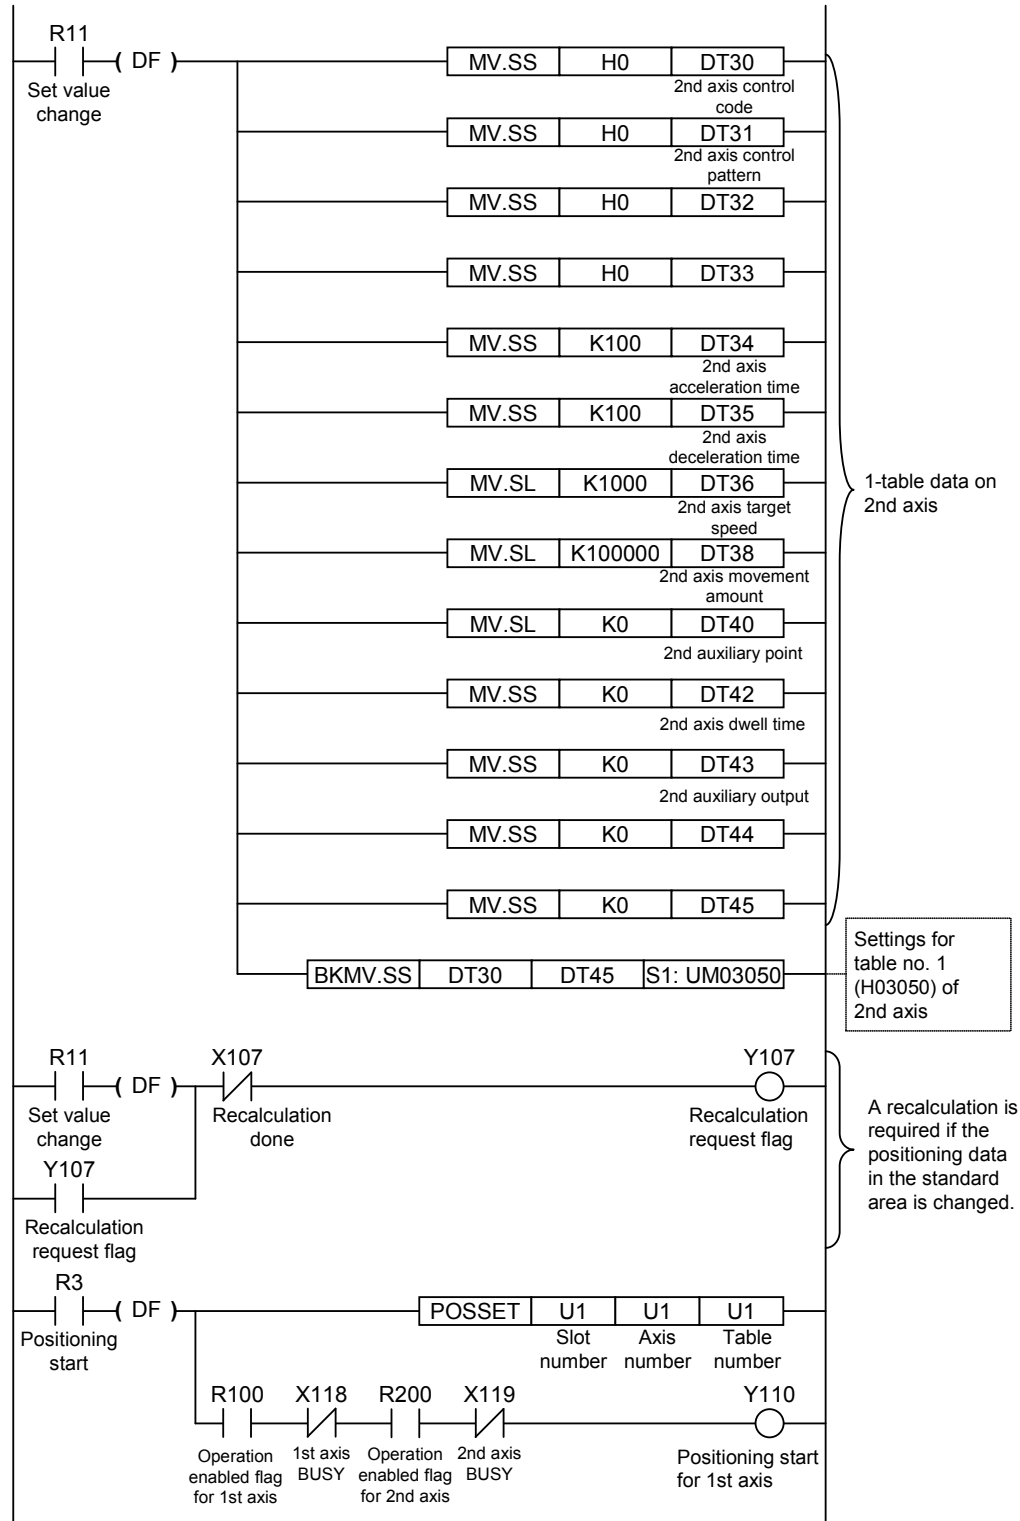 R11
( DF )
Set value
change
MV.SS H0 DT30
2nd axis control
code
MV.SS H0 DT31
2nd axis control
pattern
MV.SS H0 DT32
MV.SS H0 DT33
MV.SS K100 DT34
2nd axis
acceleration time
MV.SS K100 DT35
2nd axis
deceleration time
MV.SL K1000 DT36
2nd axis target
speed
MV.SL K100000 DT38
2nd axis movement
amount
MV.SL K0 DT40
2nd auxiliary point
MV.SS K0 DT42
2nd axis dwell time
MV.SS K0 DT43
2nd auxiliary output
MV.SS K0 DT44
MV.SS K0 DT45
1-table data on
2nd axis
BKMV.SS DT30 DT45 S1: UM03050
Settings for
table no. 1
(H03050) of
2nd axis
R11
( DF )
Set value
change
X107
Recalculation
done
Y107
Recalculation
request flag
Y107
Recalculation
request flag
A recalculation is
required if the
positioning data
in the standard
area is changed.
R3
( DF )
Positioning
start
POSSET U1 U1 U1
Slot
number
Axis
number
Table
number
R100
Operation
enabled flag
for 1st axis
X118
1st axis
BUSY
R200
Operation
enabled flag
for 2nd axis
X119
2nd axis
BUSY
Y110
Positioning start
for 1st axis